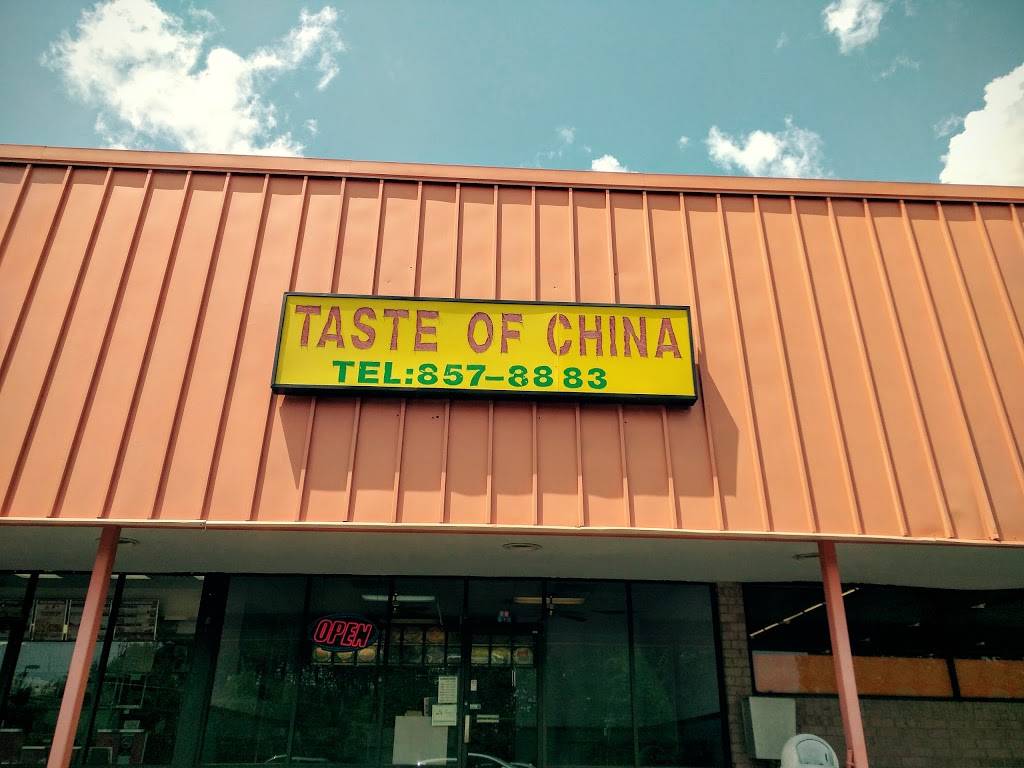 TASTE OF CHINA
TEL:857-8883
OPEN